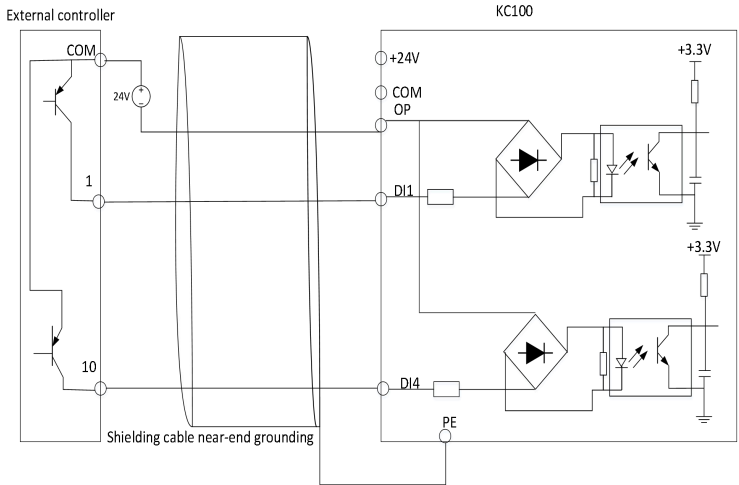 KC100
External controller
COM
+24V
+3.3V
24V
COM
OP
1
DI1
+3.3V
10
DI4
PE
Shielding cable near-end grounding